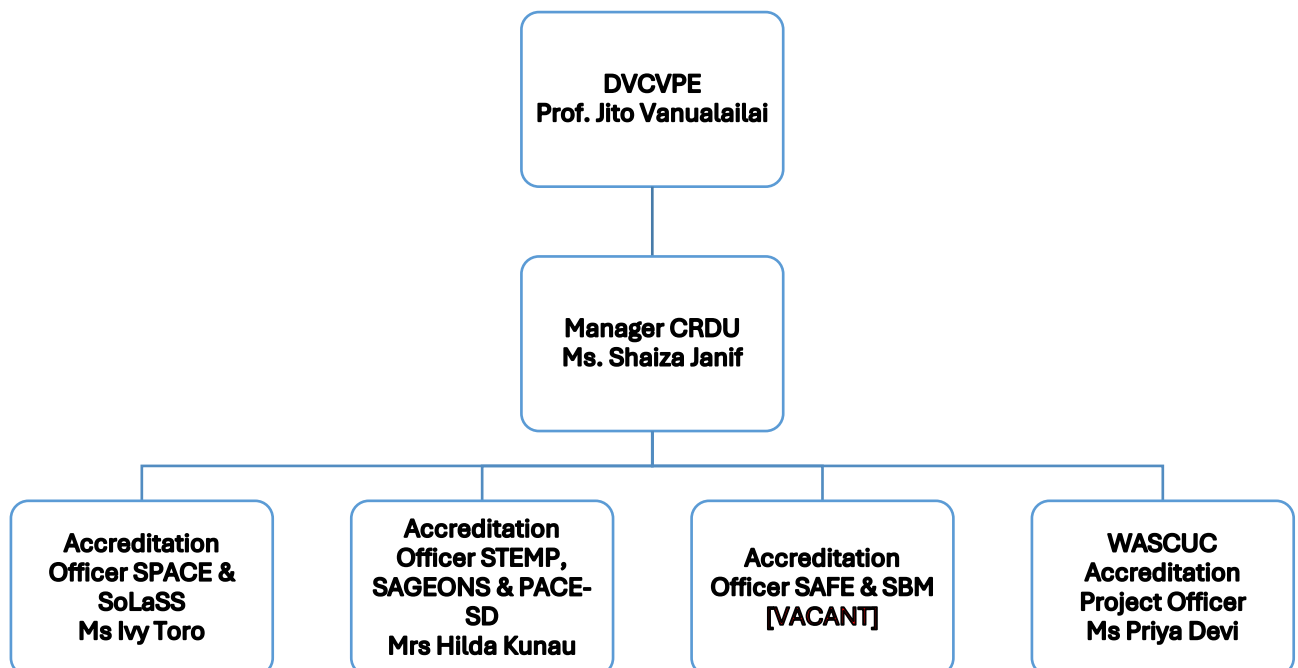 DVCVPE
Prof. Jito Vanualailai
Manager CRDU
Ms. Shaiza Janif
Accreditation
Officer SPACE &
SoLaSS
Ms Ivy Toro
Accreditation
Officer STEMP,
SAGEONS & PACE-
SD
Mrs Hilda Kunau
Accreditation
Officer SAFE & SBM
[VACANT]
WASCUC
Accreditation
Project Officer
Ms Priya Devi